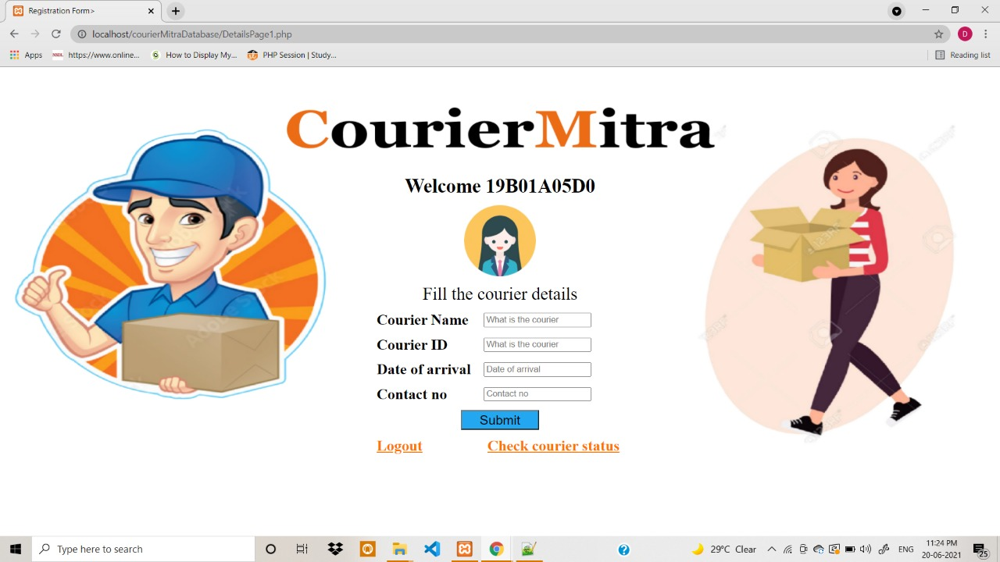 Registration Form>
localhost/courierMitraDatabase/DetailsPage1.php
D
Apps
NSDL
https://www.online...
How to Display My...
PHP Session | Study...
Reading list
CourierMitra
Welcome 19B01A05D0
Fill the courier details
Courier Name
What is the courier
Courier ID
What is the courier
Date of arrival
Date of arrival
Contact no
Contact no
Submit
Logout
Check courier status
Type here to search
29°C Clear
ENG
11:24 PM
20-06-2021
25